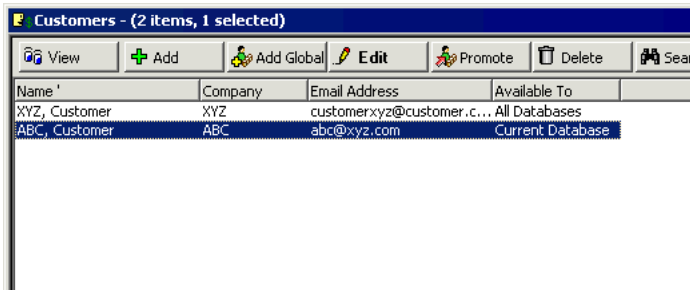 Customers - (2 items, 1 selected)
View Add Add Global Edit Promote Delete Sear
Name ' Company Email Address Available To
XYZ, Customer XYZ customerxyz@customer.c... All Databases
ABC, Customer ABC abc@xyz.com Current Database